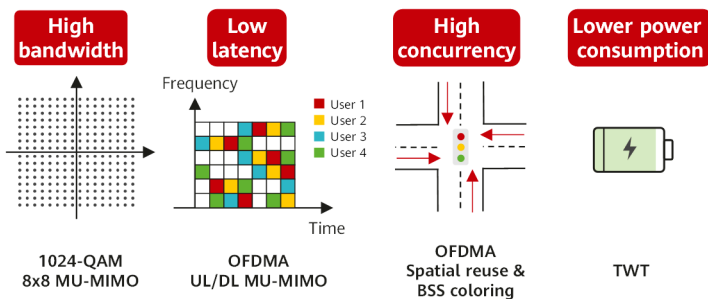 High
bandwidth
Low
latency
High
concurrency
Lower power
consumption
Frequency
User 1
User 2
User 3
User 4
Time
1024-QAM
8x8 MU-MIMO
OFDMA
UL/DL MU-MIMO
OFDMA
Spatial reuse &
BSS coloring
TWT